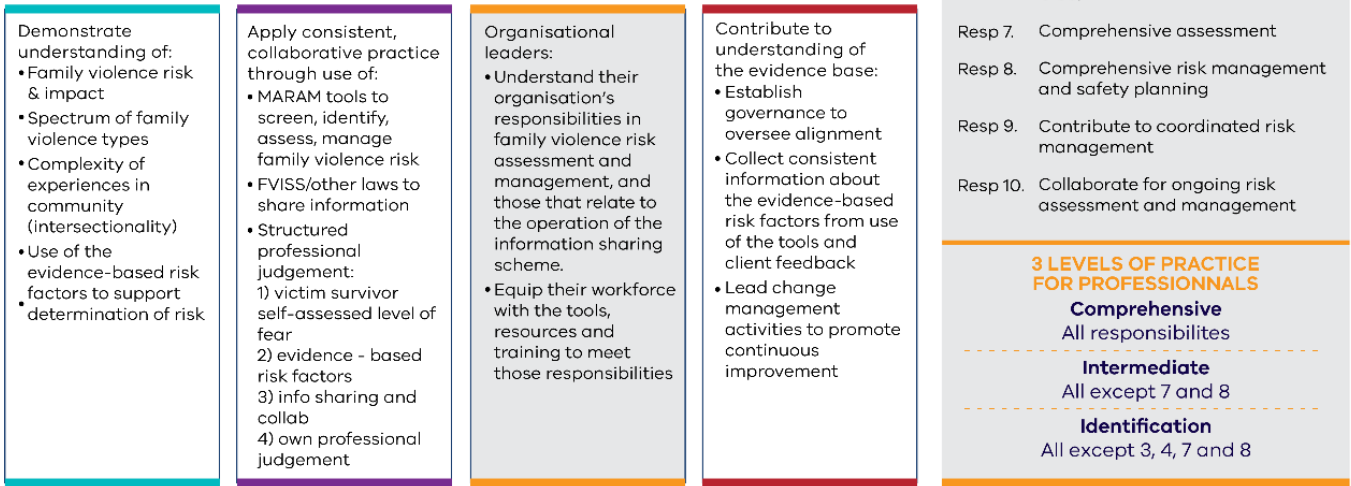 Demonstrate
understanding of:
• Family violence risk
& impact
• Spectrum of family
violence types
• Complexity of
experiences in
community
(intersectionality)
• Use of the
evidence-based risk
factors to support
• determination of risk
Apply consistent,
collaborative practice
through use of:
• MARAM tools to
screen, identify,
assess, manage
family violence risk
• FVISS/other laws to
share information
• Structured
professional
judgement:
1) victim survivor
self-assessed level of
fear
2) evidence - based
risk factors
3) info sharing and
collab
4) own professional
judgement
Organisational
leaders:
• Understand their
organisation's
responsibilities in
family violence risk
assessment and
management, and
those that relate to
the operation of the
information sharing
scheme.
• Equip their workforce
with the tools,
resources and
training to meet
those responsibilities
Contribute to
understanding of
the evidence base:
• Establish
governance to
oversee alignment
• Collect consistent
information about
the evidence-based
risk factors from use
of the tools and
client feedback
• Lead change
management
activities to promote
continuous
improvement
Resp 7. Comprehensive assessment
Resp 8. Comprehensive risk management
and safety planning
Resp 9. Contribute to coordinated risk
management
Resp 10. Collaborate for ongoing risk
assessment and management
3 LEVELS OF PRACTICE
FOR PROFESSIONNALS
Comprehensive
All responsibilites
Intermediate
All except 7 and 8
Identification
All except 3, 4, 7 and 8